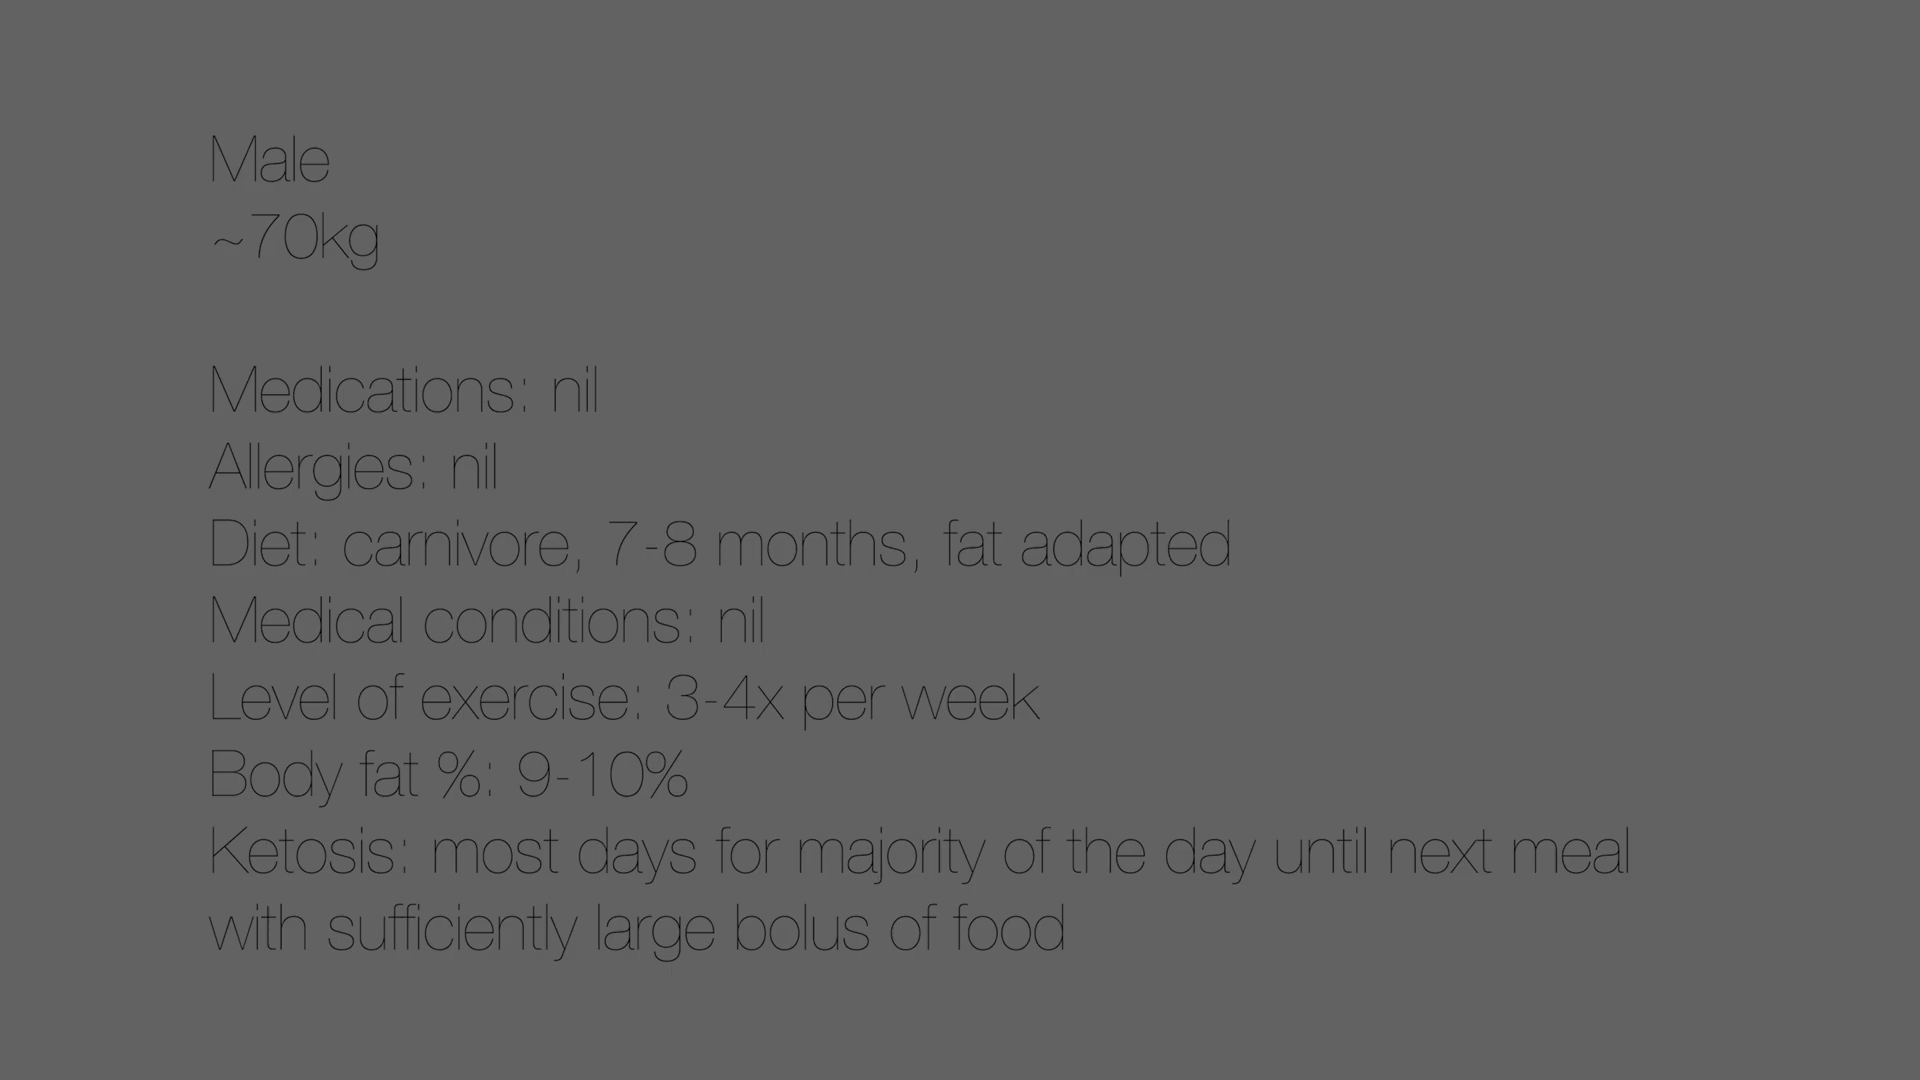 Male
~70kg
Medications: nil
Allergies: nil
Diet: carnivore, 7-8 months, fat adapted
Medical conditions: nil
Level of exercise: 3-4x per week
Body fat %: 9-10%
Ketosis: most days for majority of the day until next meal
with sufficiently large bolus of food